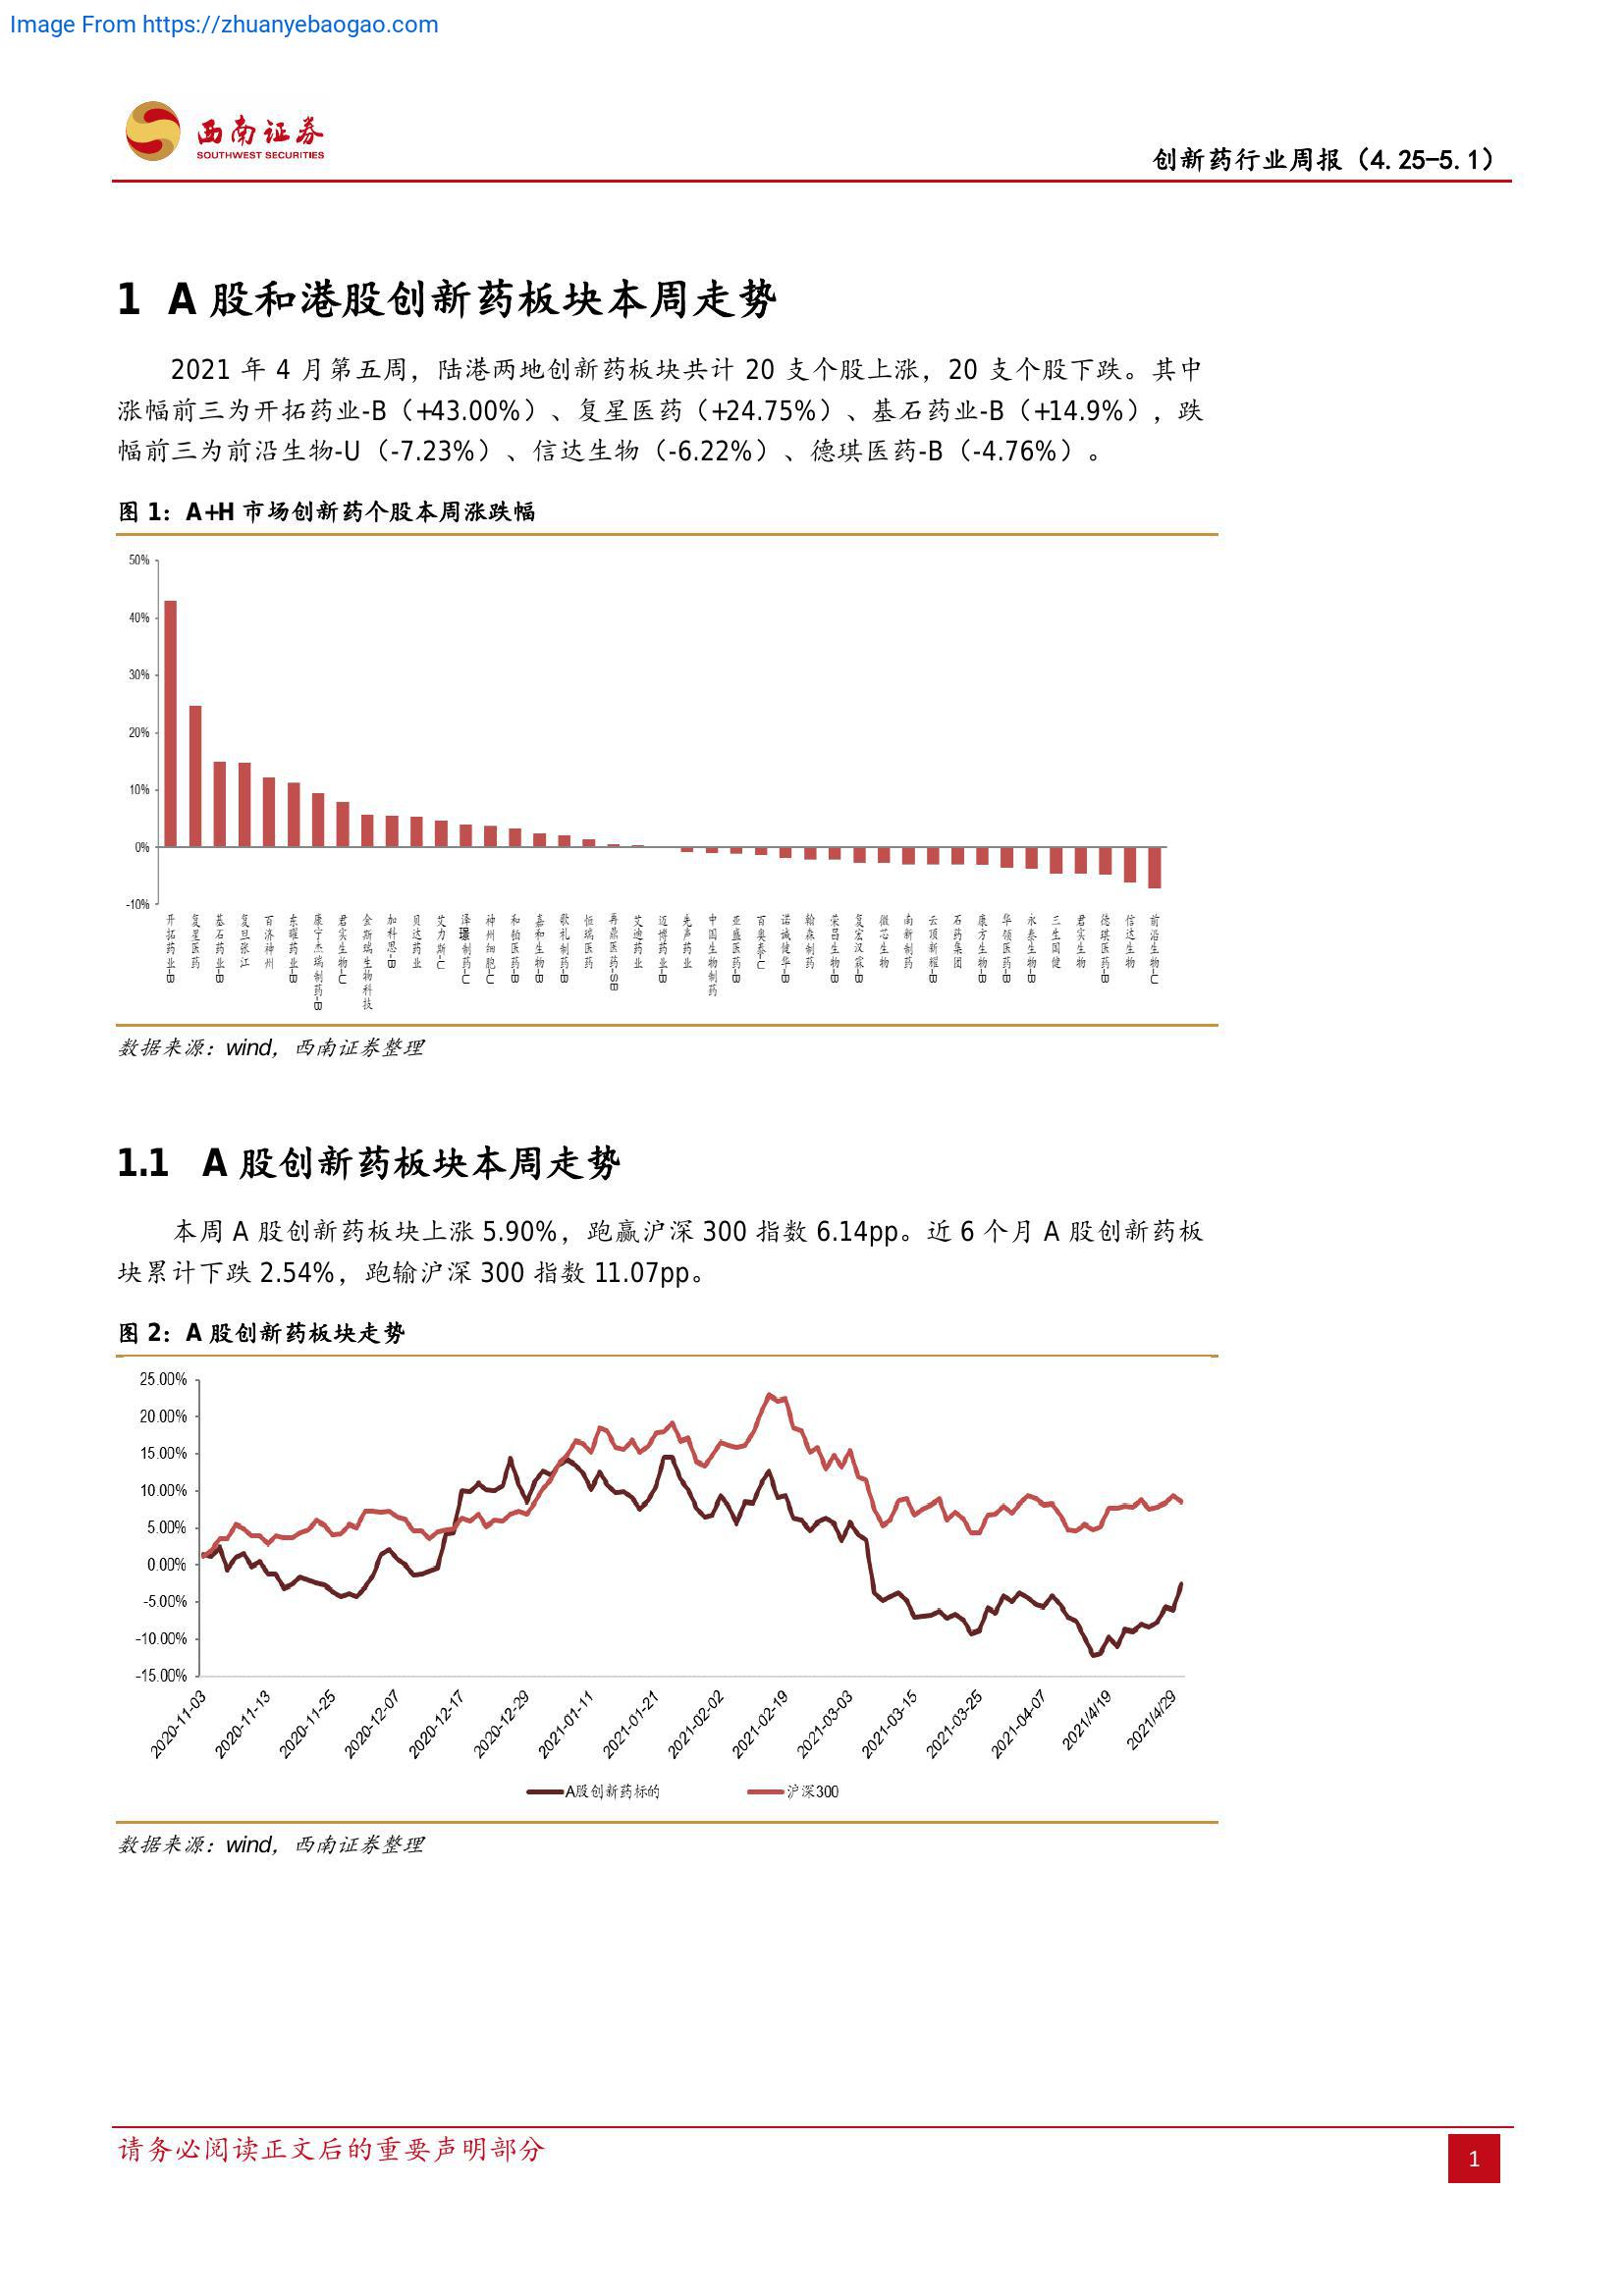 Image From https://zhuanyebaogao.com
西南证券
SOUTHWEST SECURITIES
创新药行业周报（4.25-5.1）
1 A 股和港股创新药板块本周走势
2021 年 4 月第五周，陆港两地创新药板块共计 20 支个股上涨，20 支个股下跌。其中
涨幅前三为开拓药业-B（+43.00%）、复星医药（+24.75%）、基石药业-B（+14.9%），跌
幅前三为前沿生物-U（-7.23%）、信达生物（-6.22%）、德琪医药-B（-4.76%）。
图 1：A+H 市场创新药个股本周涨跌幅
50%
40%
30%
20%
10%
0%
-10%
开拓药业-B
复星医药
基石药业-B
复旦张江
百济神州
东曜药业-B
康宁杰瑞制药-B
君实生物-U
金斯瑞生物科技
加科思-B
贝达药业
艾力斯-U
泽璟制药-U
神州细胞-U
和铂医药-B
嘉和生物-B
歌礼制药-B
恒瑞医药
再鼎医药-SB
艾迪药业
迈博药业-B
先声药业
中国生物制药
亚盛医药-B
百奥泰-U
诺诚健华-B
翰森制药
荣昌生物-B
复宏汉霖-B
微芯生物
南新制药
云顶新耀-B
石药集团
康方生物-B
华领医药-B
永泰生物-B
三生国健
君实生物
德琪医药-B
信达生物
前沿生物-U
数据来源：wind，西南证券整理
1.1 A 股创新药板块本周走势
本周 A 股创新药板块上涨 5.90%，跑赢沪深 300 指数 6.14pp。近 6 个月 A 股创新药板
块累计下跌 2.54%，跑输沪深 300 指数 11.07pp。
图 2：A 股创新药板块走势
25.00%
20.00%
15.00%
10.00%
5.00%
0.00%
-5.00%
-10.00%
-15.00%
2020-11-03
2020-11-13
2020-11-25
2020-12-07
2020-12-17
2020-12-29
2021-01-11
2021-01-21
2021-02-02
2021-02-19
2021-03-03
2021-03-15
2021-03-25
2021-04-07
2021/4/19
2021/4/29
A股创新药标的
沪深300
数据来源：wind，西南证券整理
请务必阅读正文后的重要声明部分
1